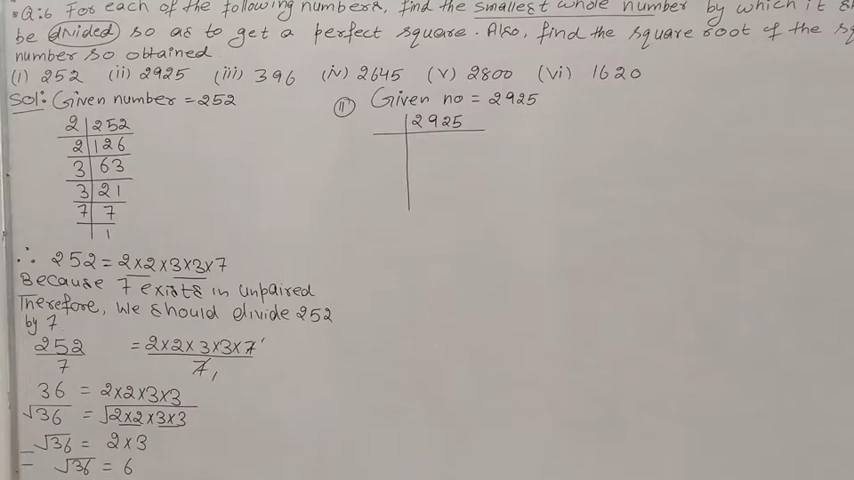 Q:6 For each of the following numbers, find the smallest whole number by which it
be divided so as to get a perfect square. Also, find the square root of the
number so obtained
(i) 252 (ii) 2925 (iii) 396 (iv) 2645 (v) 2800 (vi) 1620
Sol: Given number = 252
2 | 252
2 | 126
3 | 63
3 | 21
7 | 7
1
∴ 252 = 2×2×3×3×7
Because 7 exists in unpaired
Therefore, we should divide 252
by 7
252/7 = 2×2×3×3×7/7
36 = 2×2×3×3
√36 = √2×2×3×3
√36 = 2×3
= √36 = 6
(ii) Given no = 2925
2925